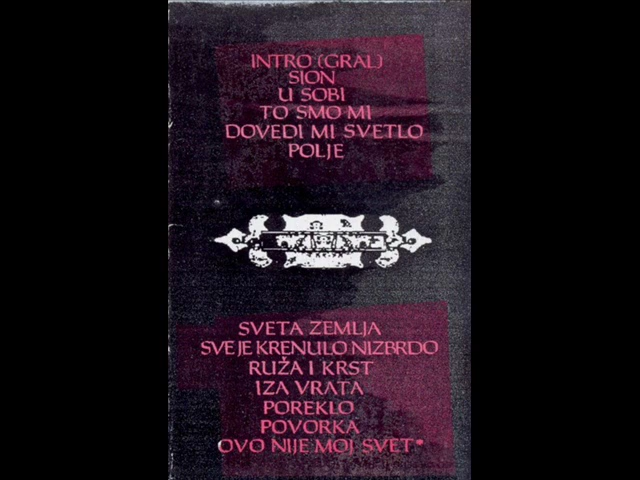 INTRO (GRAL)
SION
U SOBI
TO SMO MI
DOVEDI MI SVETLO
POLJE
SVETA ZEMLJA
SVE JE KRENULO NIZBRDO
RUŽA I KRST
IZA VRATA
POREKLO
POVORKA
OVO NIJE MOJ SVET*